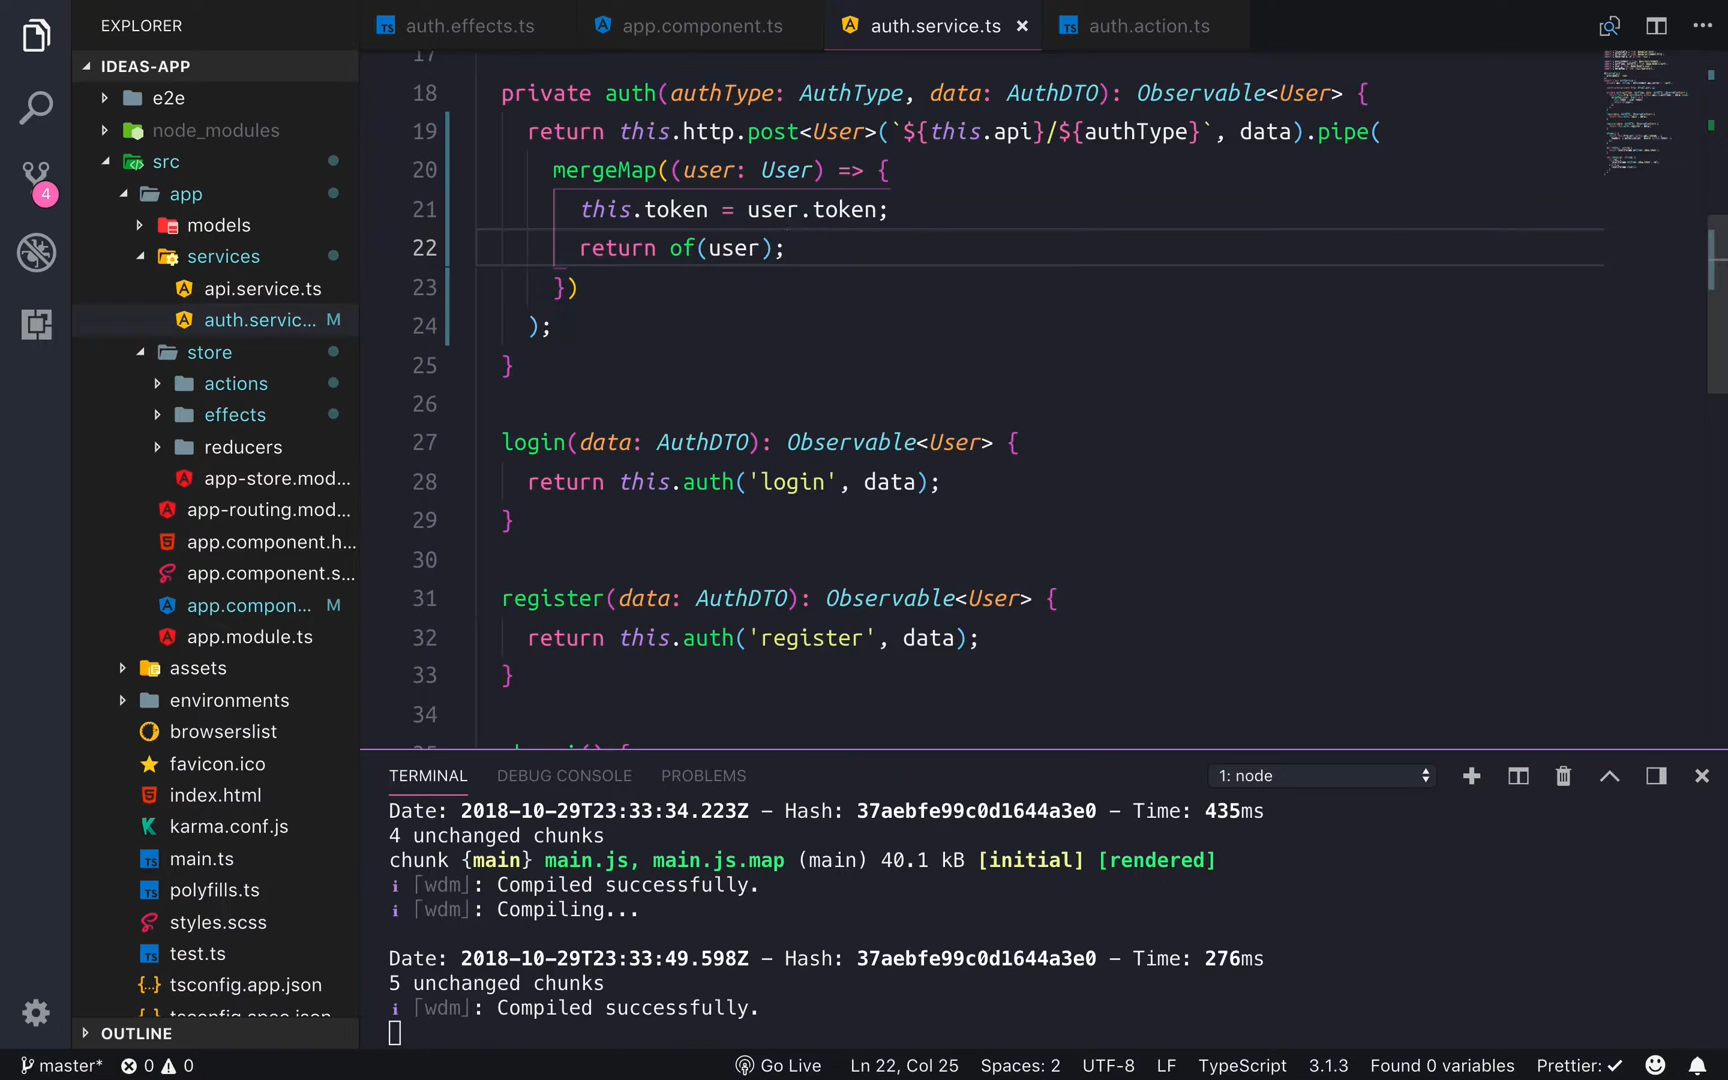 EXPLORER
auth.effects.ts
app.component.ts
auth.service.ts
auth.action.ts
IDEAS-APP
e2e
node_modules
src
app
models
services
api.service.ts
auth.servic... M
store
actions
effects
reducers
app-store.mod...
app-routing.mod...
app.component.h...
app.component.s...
app.compon... M
app.module.ts
assets
environments
browserslist
favicon.ico
index.html
karma.conf.js
main.ts
polyfills.ts
styles.scss
test.ts
tsconfig.app.json
tsconfig.spec.json
OUTLINE
4
17
18 private auth(authType: AuthType, data: AuthDTO): Observable<User> {
19 return this.http.post<User>(`${this.api}/${authType}`, data).pipe(
20 mergeMap((user: User) => {
21 this.token = user.token;
22 return of(user);
23 })
24 );
25 }
26
27 login(data: AuthDTO): Observable<User> {
28 return this.auth('login', data);
29 }
30
31 register(data: AuthDTO): Observable<User> {
32 return this.auth('register', data);
33 }
34
TERMINAL DEBUG CONSOLE PROBLEMS 1: node
Date: 2018-10-29T23:33:34.223Z – Hash: 37aebfe99c0d1644a3e0 – Time: 435ms
4 unchanged chunks
chunk {main} main.js, main.js.map (main) 40.1 kB [initial] [rendered]
i ｢wdm｣: Compiled successfully.
i ｢wdm｣: Compiling...
Date: 2018-10-29T23:33:49.598Z – Hash: 37aebfe99c0d1644a3e0 – Time: 276ms
5 unchanged chunks
i ｢wdm｣: Compiled successfully.
master* 0 0 Go Live Ln 22, Col 25 Spaces: 2 UTF-8 LF TypeScript 3.1.3 Found 0 variables Prettier: ✓